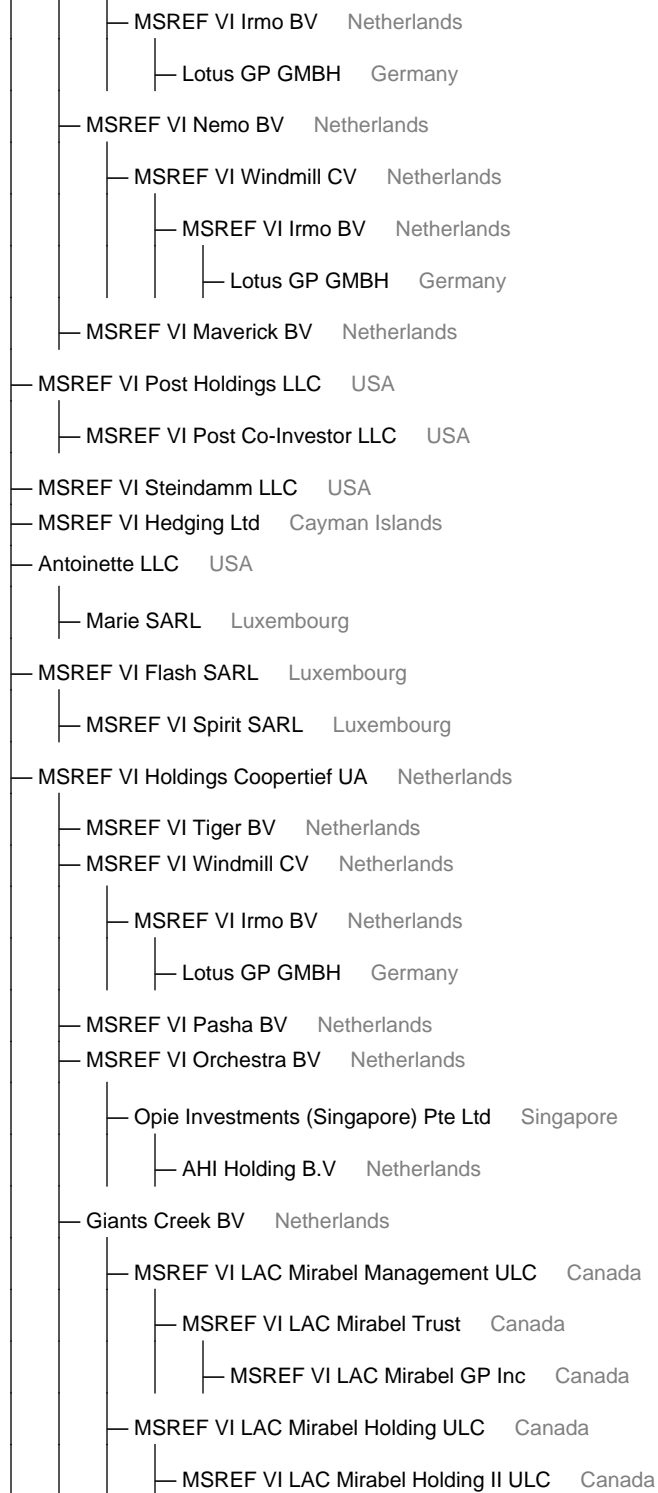 MSREF VI Irmo BV Netherlands
Lotus GP GMBH Germany
MSREF VI Nemo BV Netherlands
MSREF VI Windmill CV Netherlands
MSREF VI Irmo BV Netherlands
Lotus GP GMBH Germany
MSREF VI Maverick BV Netherlands
MSREF VI Post Holdings LLC USA
MSREF VI Post Co-Investor LLC USA
MSREF VI Steindamm LLC USA
MSREF VI Hedging Ltd Cayman Islands
Antoinette LLC USA
Marie SARL Luxembourg
MSREF VI Flash SARL Luxembourg
MSREF VI Spirit SARL Luxembourg
MSREF VI Holdings Coopertief UA Netherlands
MSREF VI Tiger BV Netherlands
MSREF VI Windmill CV Netherlands
MSREF VI Irmo BV Netherlands
Lotus GP GMBH Germany
MSREF VI Pasha BV Netherlands
MSREF VI Orchestra BV Netherlands
Opie Investments (Singapore) Pte Ltd Singapore
AHI Holding B.V Netherlands
Giants Creek BV Netherlands
MSREF VI LAC Mirabel Management ULC Canada
MSREF VI LAC Mirabel Trust Canada
MSREF VI LAC Mirabel GP Inc Canada
MSREF VI LAC Mirabel Holding ULC Canada
MSREF VI LAC Mirabel Holding II ULC Canada